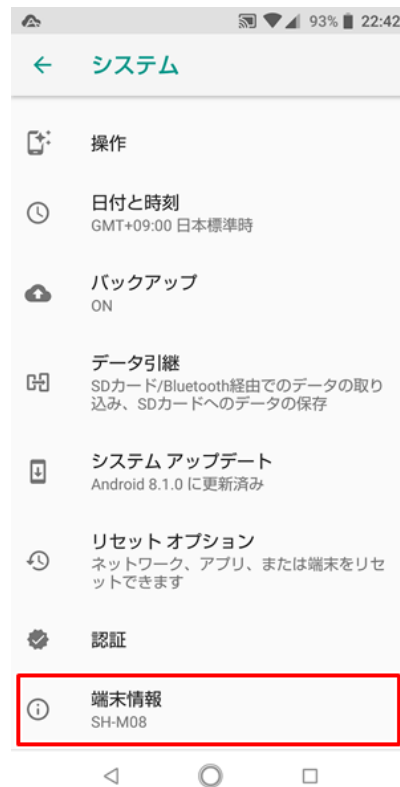 93% 22:42
システム
操作
日付と時刻
GMT+09:00 日本標準時
バックアップ
ON
データ引継
SDカード/Bluetooth経由でのデータの取り
込み、SDカードへのデータの保存
システム アップデート
Android 8.1.0 に更新済み
リセット オプション
ネットワーク、アプリ、または端末をリセ
ットできます
認証
端末情報
SH-M08